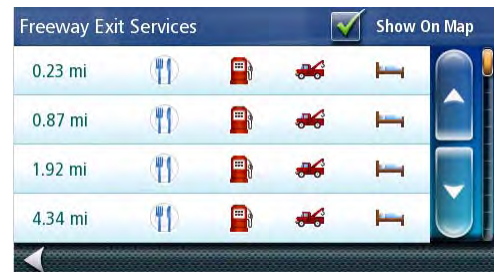 Freeway Exit Services
Show On Map
0.23 mi
0.87 mi
1.92 mi
4.34 mi